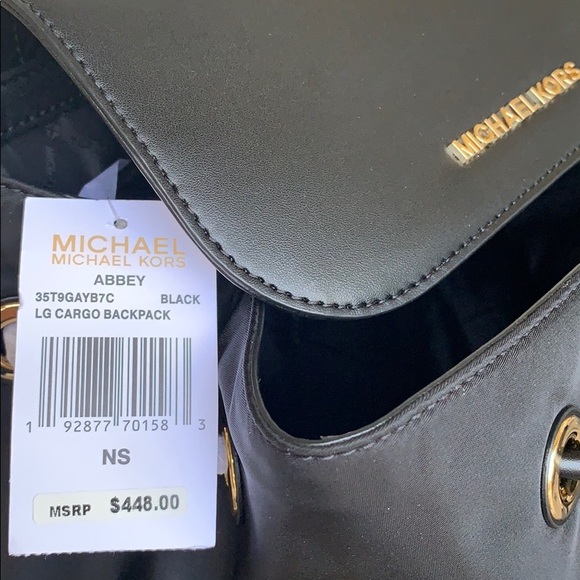 MICHAEL KORS
MICHAEL
MICHAEL KORS
ABBEY
35T9GAYB7C BLACK
LG CARGO BACKPACK
1 92877 70158 3
NS
MSRP $448.00